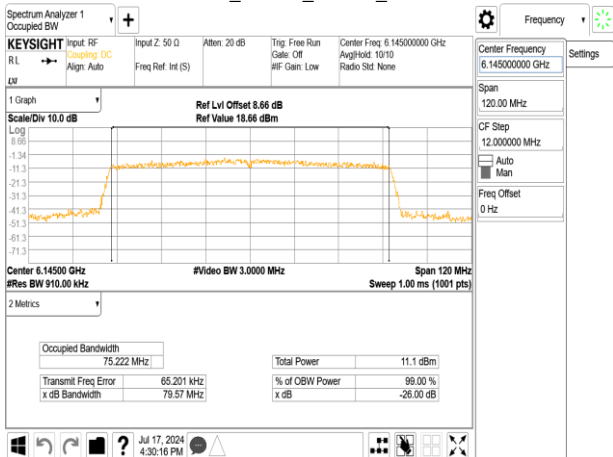 Spectrum Analyzer 1
Occupied BW
+
Frequency
Settings
KEYSIGHT
RL
LXI
Input: RF
Coupling: DC
Align: Auto
Input Z: 50 Ω
Freq Ref: Int (S)
Atten: 20 dB
Trig: Free Run
Gate: Off
#IF Gain: Low
Center Freq: 6.145000000 GHz
Avg|Hold: 10/10
Radio Std: None
Center Frequency
6.145000000 GHz
Span
120.00 MHz
CF Step
12.000000 MHz
Auto
Man
Freq Offset
0 Hz
1 Graph
Scale/Div 10.0 dB
Ref Lvl Offset 8.66 dB
Ref Value 18.66 dBm
Log
8.66
-1.34
-11.3
-21.3
-31.3
-41.3
-51.3
-61.3
-71.3
Center 6.14500 GHz
#Video BW 3.0000 MHz
Span 120 MHz
#Res BW 910.00 kHz
Sweep 1.00 ms (1001 pts)
2 Metrics
Occupied Bandwidth
75.222 MHz
Total Power 11.1 dBm
Transmit Freq Error 65.201 kHz
% of OBW Power 99.00 %
x dB Bandwidth 79.57 MHz
x dB -26.00 dB
?
Jul 17, 2024
4:30:16 PM